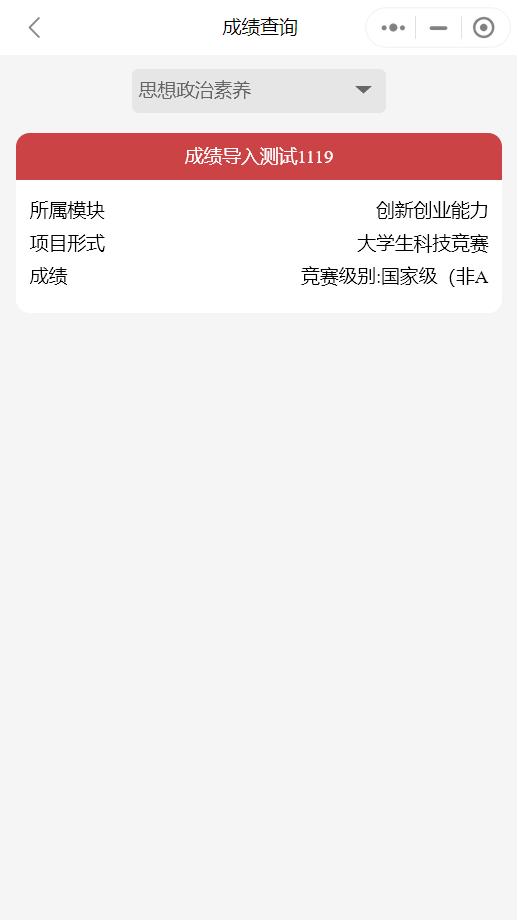 成绩查询
思想政治素养
成绩导入测试1119
所属模块 创新创业能力
项目形式 大学生科技竞赛
成绩 竞赛级别:国家级（非A